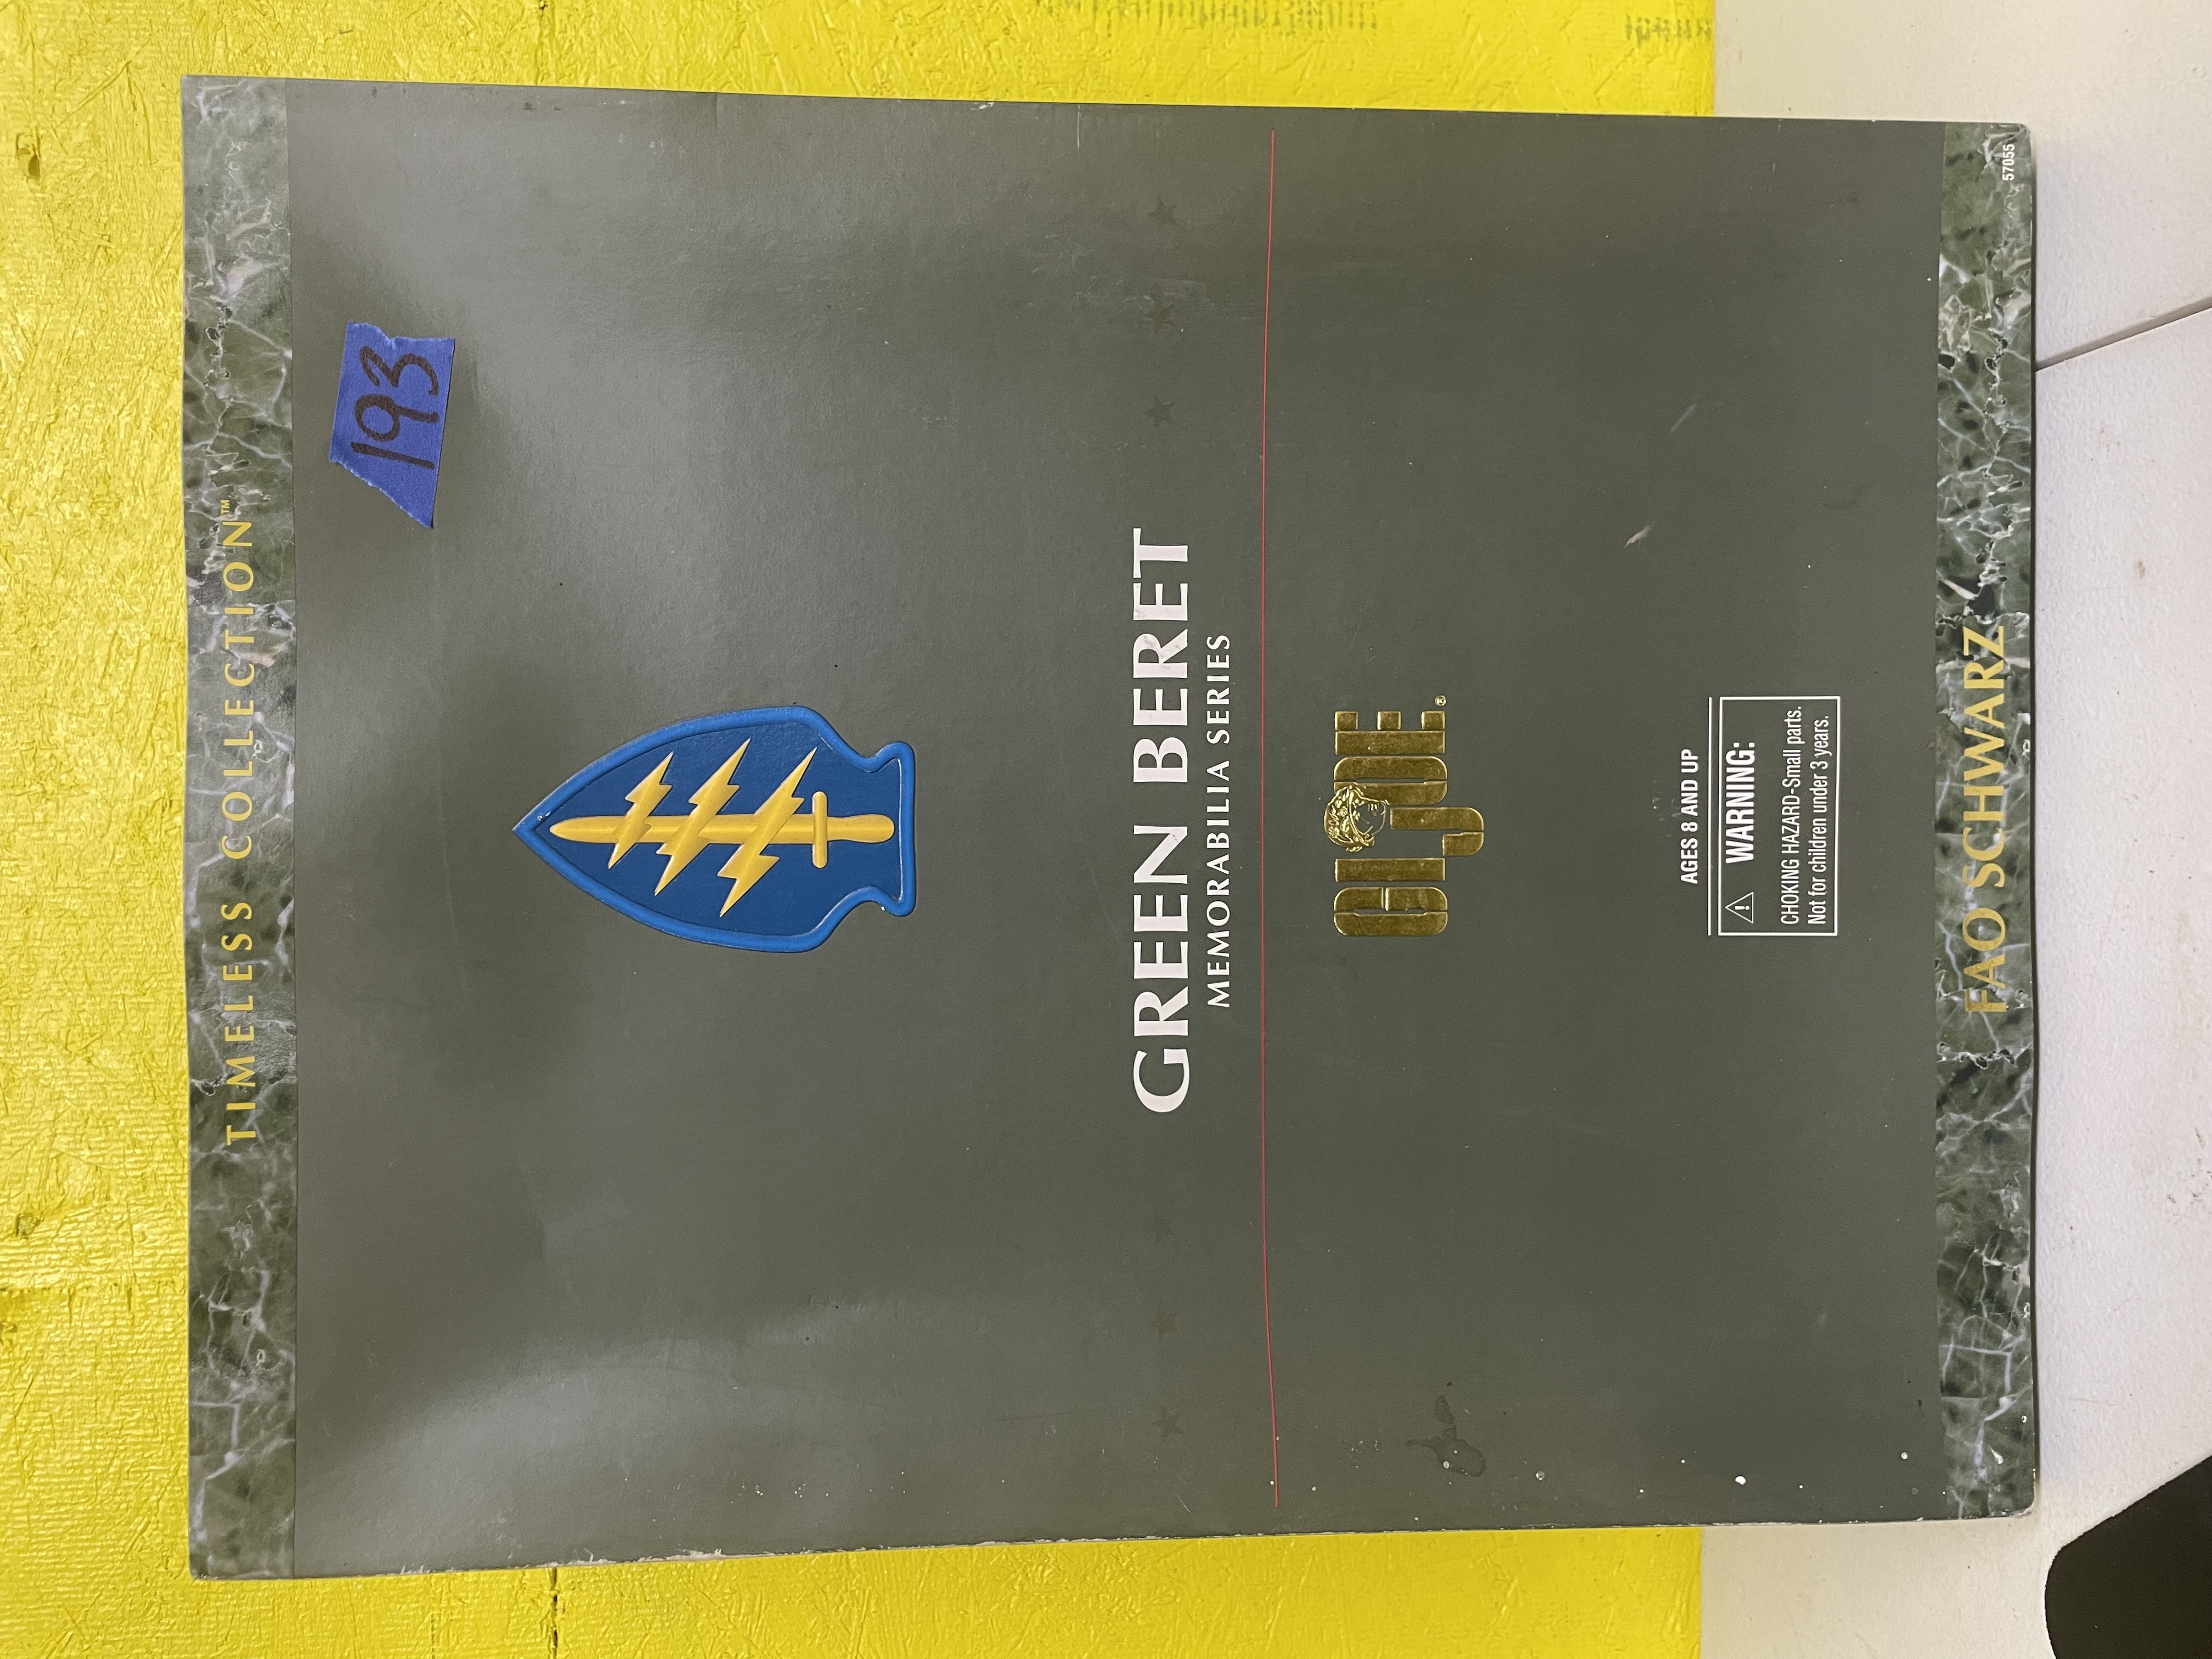 TIMELESS COLLECTION™
193
GREEN BERET
MEMORABILIA SERIES
GI JOE®
AGES 8 AND UP
WARNING:
CHOKING HAZARD-Small parts.
Not for children under 3 years.
FAO SCHWARZ
57055